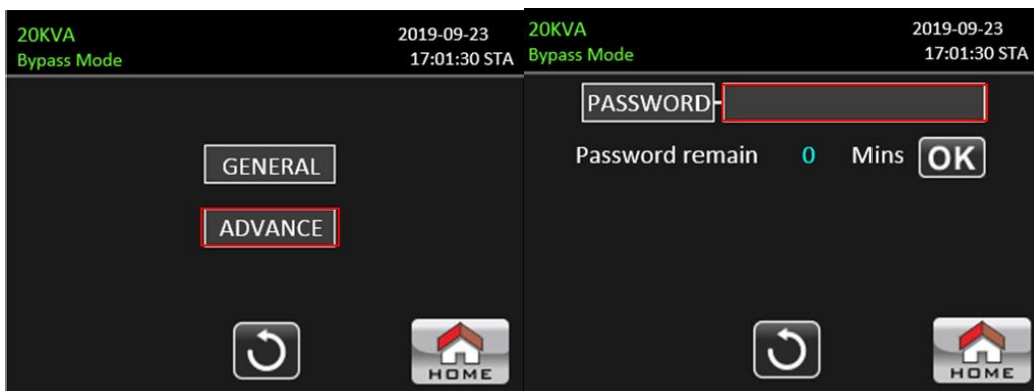 20KVA
2019-09-23
Bypass Mode
17:01:30 STA
GENERAL
ADVANCE
HOME
20KVA
2019-09-23
Bypass Mode
17:01:30 STA
PASSWORD
Password remain 0 Mins OK
HOME